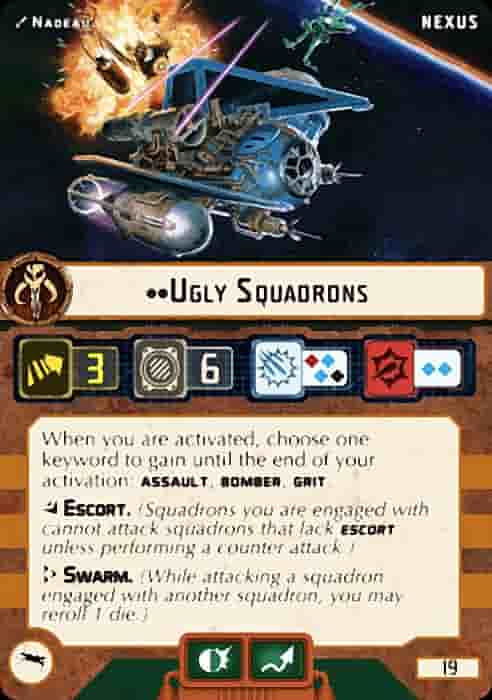 Nadeau
NEXUS
••Ugly Squadrons
3
6
When you are activated, choose one
keyword to gain until the end of your
activation: ASSAULT, BOMBER, GRIT.
Escort. (Squadrons you are engaged with
cannot attack squadrons that lack ESCORT
unless performing a counter attack.)
Swarm. (While attacking a squadron
engaged with another squadron, you may
reroll 1 die.)
19